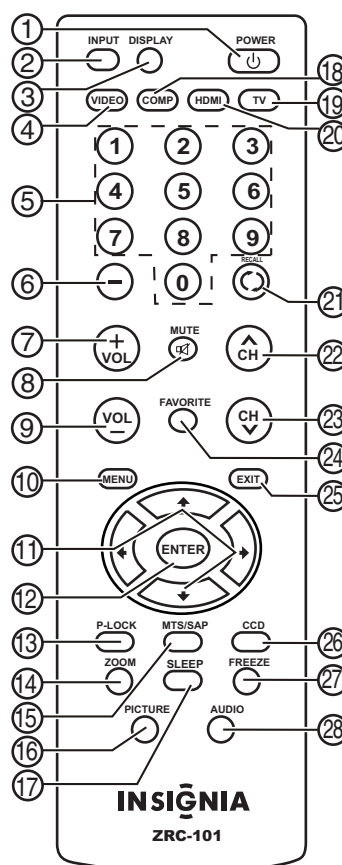 ① INPUT DISPLAY POWER
② ⑱
③ VIDEO COMP HDMI TV ⑲
④ ⑳
1 2 3
⑤ 4 5 6
7 8 9
RECALL
⑥ − 0 ㉑
⑦ + VOL MUTE ∧ CH ㉒
⑧
⑨ VOL − FAVORITE CH ∨ ㉓
㉔
⑩ MENU EXIT ㉕
⑪ ENTER
⑫
⑬ P-LOCK MTS/SAP CCD ㉖
⑭ ZOOM SLEEP FREEZE ㉗
⑮
⑯ PICTURE AUDIO ㉘
⑰
INSIGNIA
ZRC-101